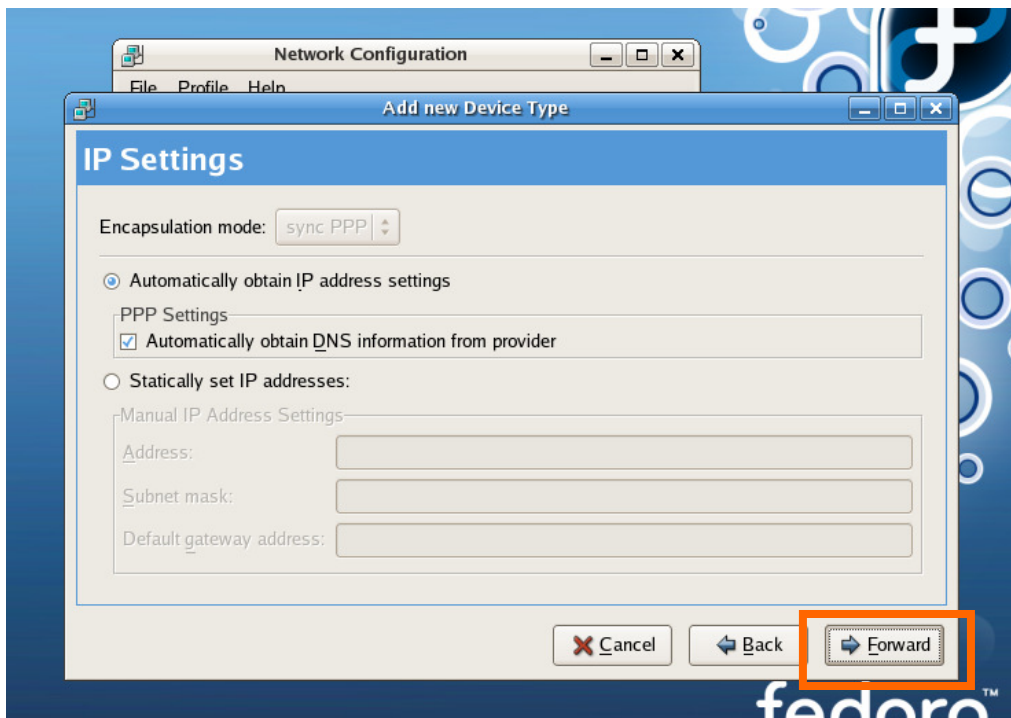 Network Configuration
File Profile Help
Add new Device Type
IP Settings
Encapsulation mode: sync PPP
Automatically obtain IP address settings
PPP Settings
Automatically obtain DNS information from provider
Statically set IP addresses:
Manual IP Address Settings
Address:
Subnet mask:
Default gateway address:
Cancel Back Forward
fedora™